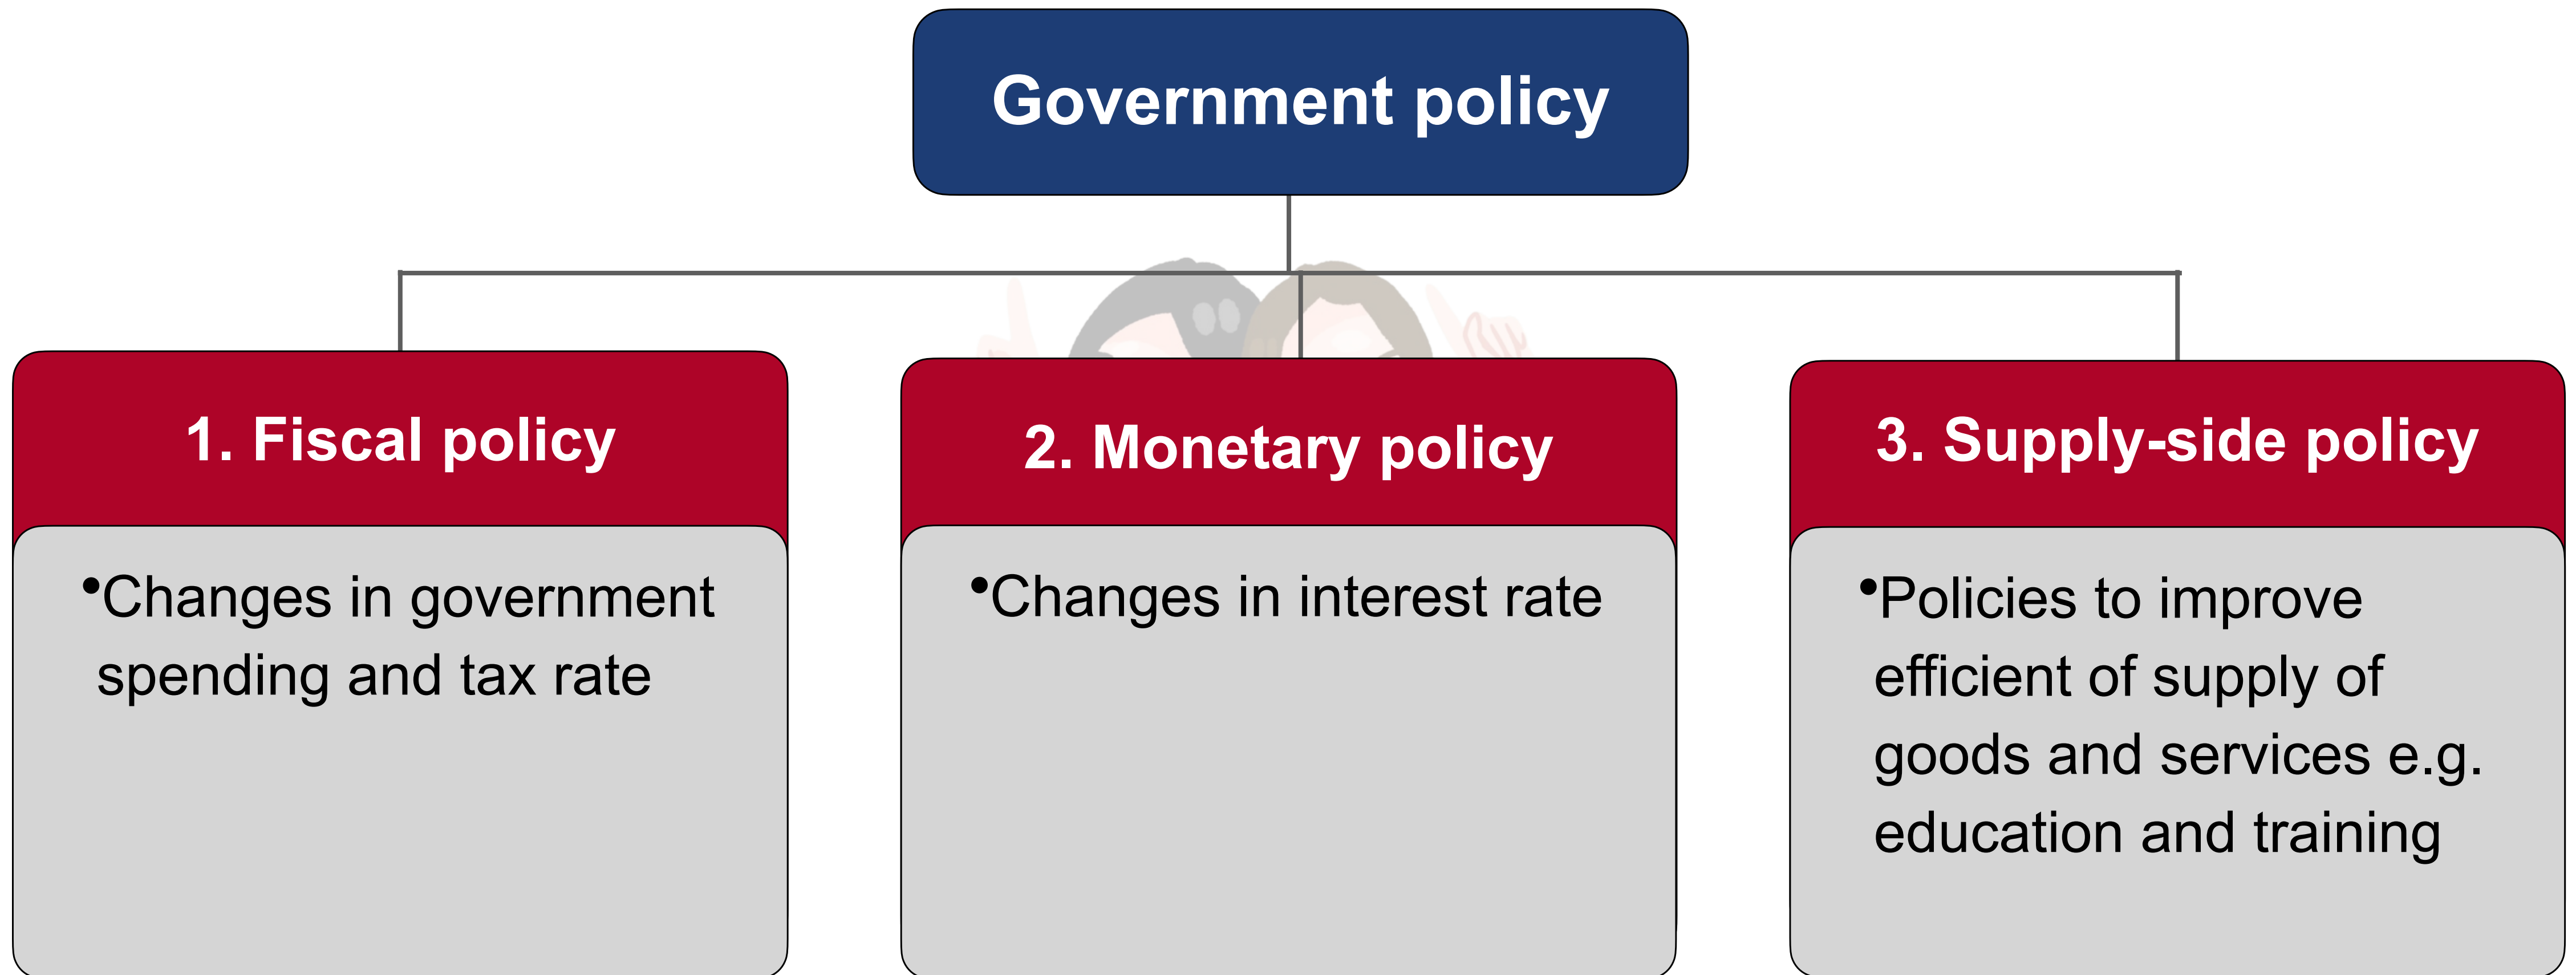 Government policy
1. Fiscal policy
•Changes in government
spending and tax rate
2. Monetary policy
•Changes in interest rate
3. Supply-side policy
•Policies to improve
efficient of supply of
goods and services e.g.
education and training